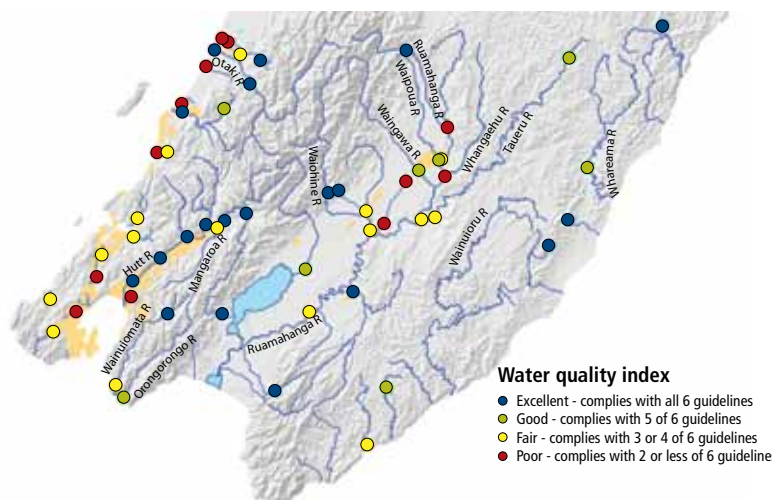 Otaki R
Waipoua R
Ruamahanga R
Waingawa R
Whangaehu R
Taueru R
Whareama R
Waiohine R
Wainuioru R
Mangaroa R
Hutt R
Wainuiomata R
Orongorongo R
Ruamahanga R
Water quality index
Excellent - complies with all 6 guidelines
Good - complies with 5 of 6 guidelines
Fair - complies with 3 or 4 of 6 guidelines
Poor - complies with 2 or less of 6 guideline